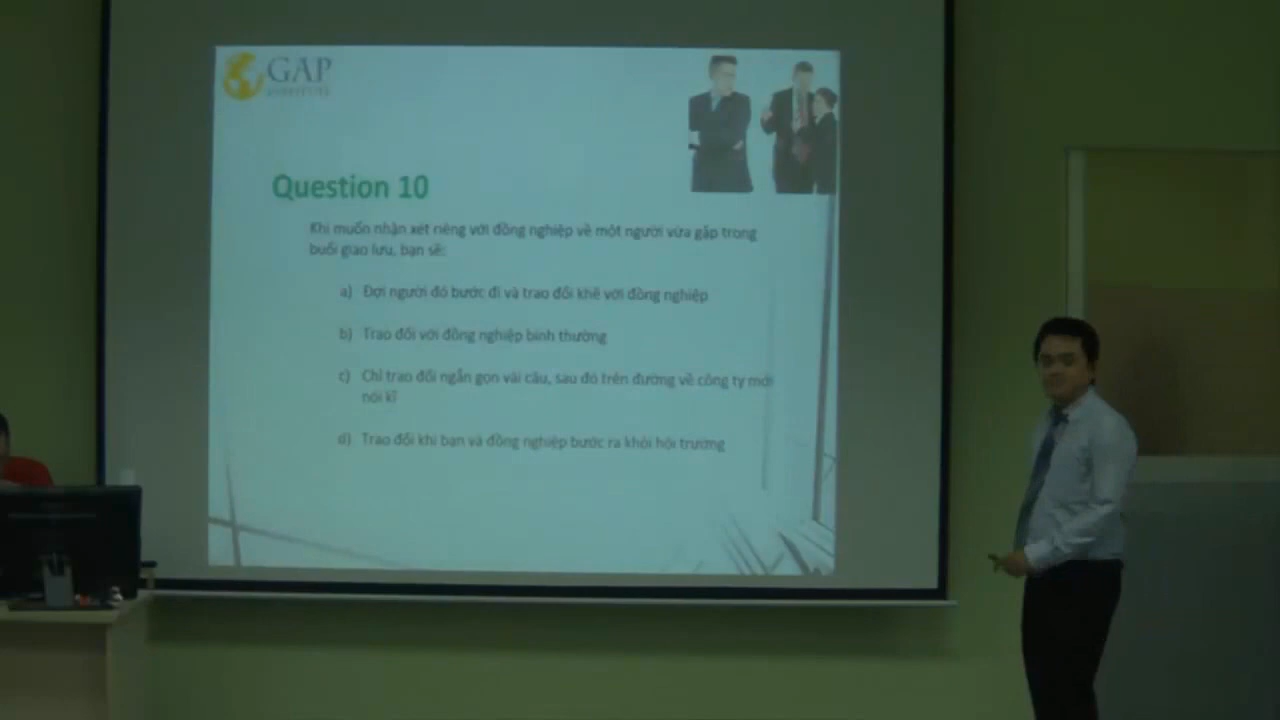 GAP
Question 10
Khi muốn nhận xét riêng với đồng nghiệp về một người vừa gặp trong
buổi giao lưu, bạn sẽ:
a) Đợi người đó bước đi và trao đổi khẽ với đồng nghiệp
b) Trao đổi với đồng nghiệp bình thường
c) Chỉ trao đổi ngắn gọn vài câu, sau đó trên đường về công ty mới
nói kĩ
d) Trao đổi khi bạn và đồng nghiệp bước ra khỏi hội trường